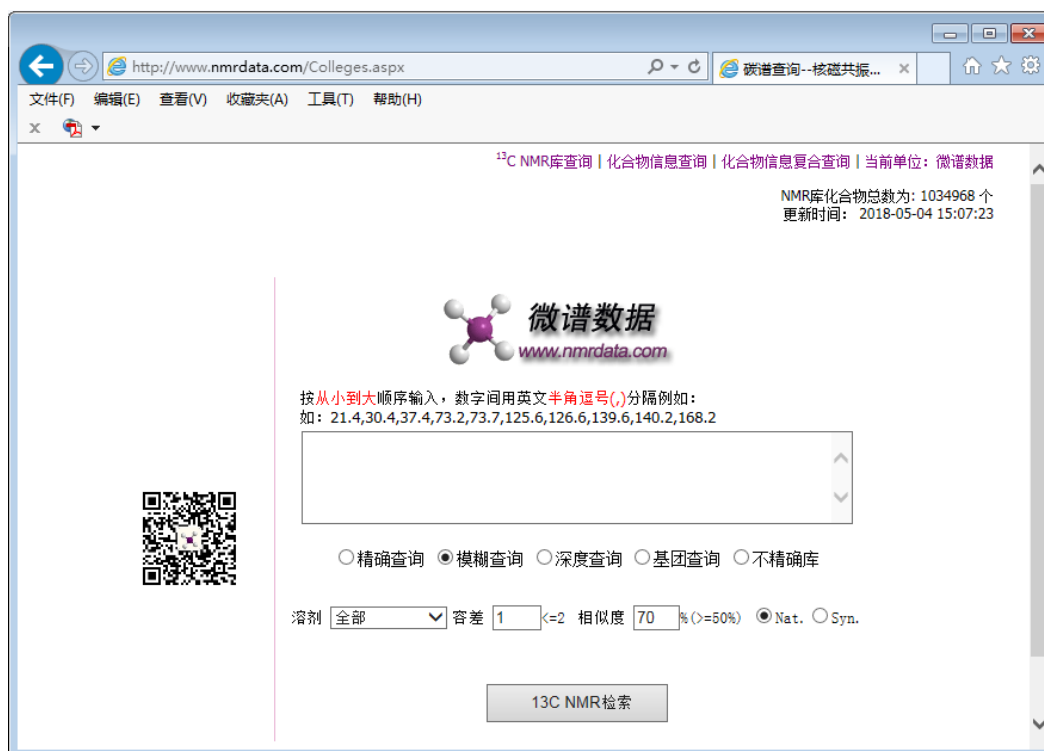 http://www.nmrdata.com/Colleges.aspx
碳谱查询--核磁共振...
文件(F) 编辑(E) 查看(V) 收藏夹(A) 工具(T) 帮助(H)
x
13C NMR库查询 | 化合物信息查询 | 化合物信息复合查询 | 当前单位：微谱数据
NMR库化合物总数为: 1034968 个
更新时间： 2018-05-04 15:07:23
微谱数据
www.nmrdata.com
按从小到大顺序输入，数字间用英文半角逗号(,)分隔例如：
如：21.4,30.4,37.4,73.2,73.7,125.6,126.6,139.6,140.2,168.2
精确查询 模糊查询 深度查询 基团查询 不精确库
溶剂 全部 容差 1 <=2 相似度 70 %(>=50%) Nat. Syn.
13C NMR检索